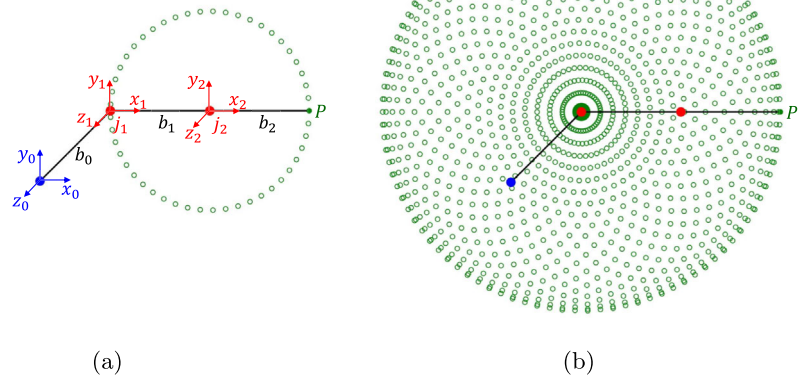 y₁ y₂
x₁ x₂ P P
z₁ j₁ z₂ j₂
b₁ b₂
b₀
y₀
x₀
z₀
(a) (b)